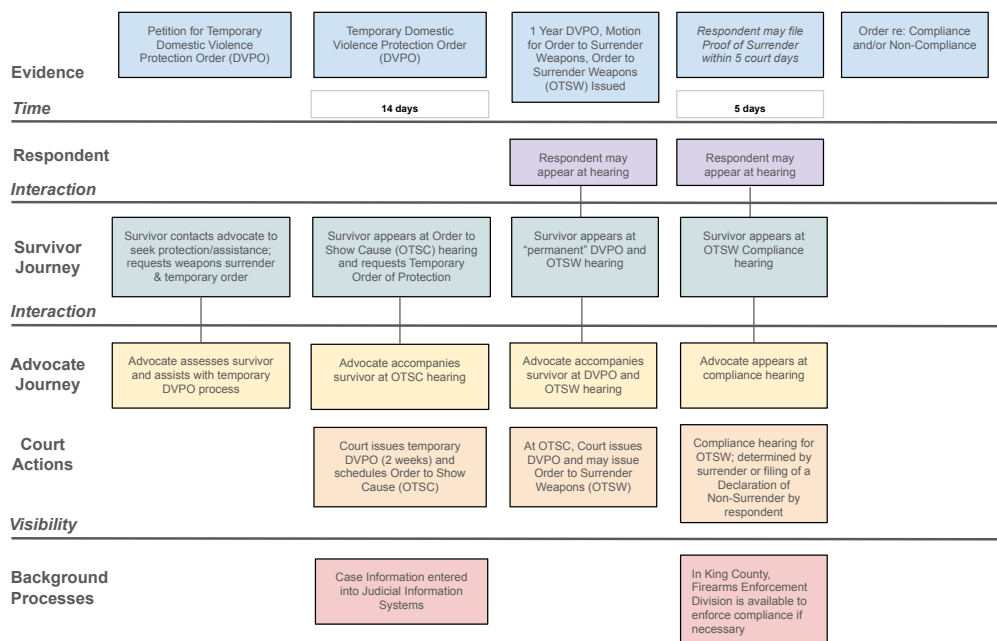 Petition for Temporary
Domestic Violence
Protection Order (DVPO)
Temporary Domestic
Violence Protection Order
(DVPO)
1 Year DVPO, Motion
for Order to Surrender
Weapons, Order to
Surrender Weapons
(OTSW) Issued
Respondent may file
Proof of Surrender
within 5 court days
Order re: Compliance
and/or Non-Compliance
Evidence
Time
14 days
5 days
Respondent
Respondent may
appear at hearing
Respondent may
appear at hearing
Interaction
Survivor
Journey
Survivor contacts advocate to
seek protection/assistance;
requests weapons surrender
& temporary order
Survivor appears at Order to
Show Cause (OTSC) hearing
and requests Temporary
Order of Protection
Survivor appears at
“permanent” DVPO and
OTSW hearing
Survivor appears at
OTSW Compliance
hearing
Interaction
Advocate
Journey
Advocate assesses survivor
and assists with temporary
DVPO process
Advocate accompanies
survivor at OTSC hearing
Advocate accompanies
survivor at DVPO and
OTSW hearing
Advocate appears at
compliance hearing
Court
Actions
Court issues temporary
DVPO (2 weeks) and
schedules Order to Show
Cause (OTSC)
At OTSC, Court issues
DVPO and may issue
Order to Surrender
Weapons (OTSW)
Compliance hearing for
OTSW; determined by
surrender or filing of a
Declaration of
Non-Surrender by
respondent
Visibility
Background
Processes
Case Information entered
into Judicial Information
Systems
In King County,
Firearms Enforcement
Division is available to
enforce compliance if
necessary